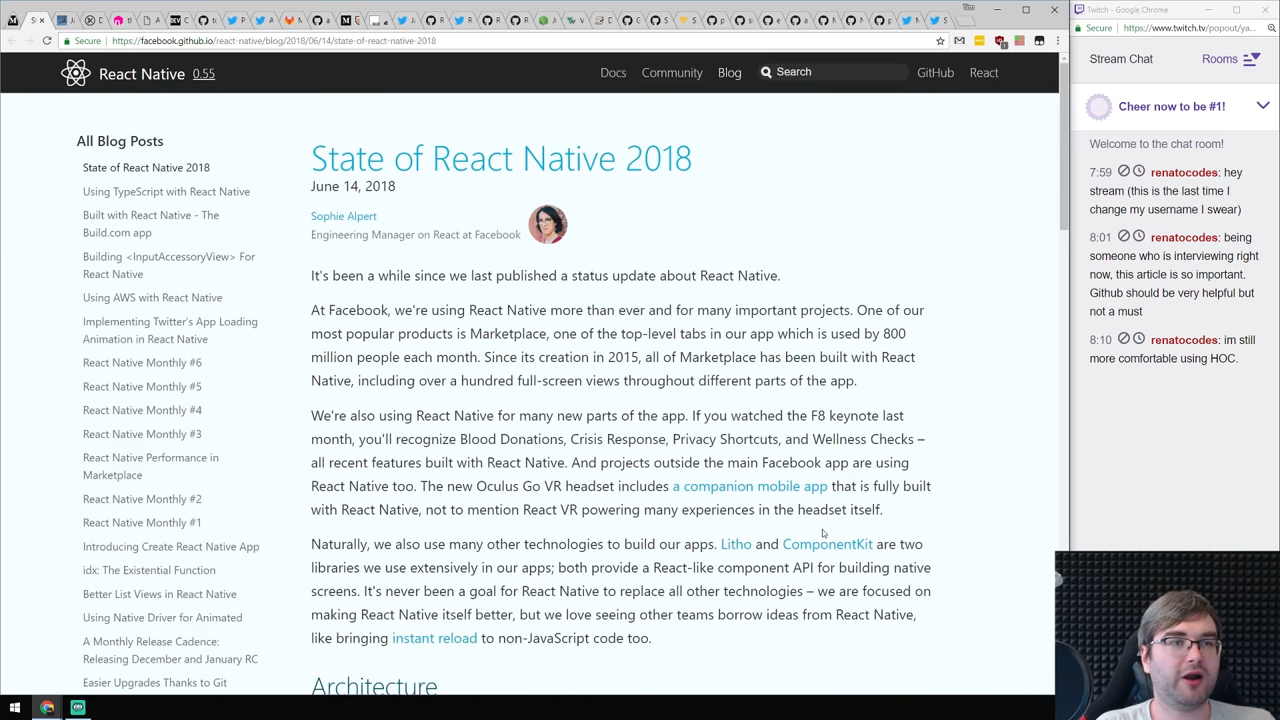 Tim
Secure
https://facebook.github.io/react-native/blog/2018/06/14/state-of-react-native-2018
React Native 0.55
Docs
Community
Blog
Search
GitHub
React
All Blog Posts
State of React Native 2018
Using TypeScript with React Native
Built with React Native - The
Build.com app
Building <InputAccessoryView> For
React Native
Using AWS with React Native
Implementing Twitter's App Loading
Animation in React Native
React Native Monthly #6
React Native Monthly #5
React Native Monthly #4
React Native Monthly #3
React Native Performance in
Marketplace
React Native Monthly #2
React Native Monthly #1
Introducing Create React Native App
idx: The Existential Function
Better List Views in React Native
Using Native Driver for Animated
A Monthly Release Cadence:
Releasing December and January RC
Easier Upgrades Thanks to Git
State of React Native 2018
June 14, 2018
Sophie Alpert
Engineering Manager on React at Facebook
It's been a while since we last published a status update about React Native.
At Facebook, we're using React Native more than ever and for many important projects. One of our
most popular products is Marketplace, one of the top-level tabs in our app which is used by 800
million people each month. Since its creation in 2015, all of Marketplace has been built with React
Native, including over a hundred full-screen views throughout different parts of the app.
We're also using React Native for many new parts of the app. If you watched the F8 keynote last
month, you'll recognize Blood Donations, Crisis Response, Privacy Shortcuts, and Wellness Checks –
all recent features built with React Native. And projects outside the main Facebook app are using
React Native too. The new Oculus Go VR headset includes a companion mobile app that is fully built
with React Native, not to mention React VR powering many experiences in the headset itself.
Naturally, we also use many other technologies to build our apps. Litho and ComponentKit are two
libraries we use extensively in our apps; both provide a React-like component API for building native
screens. It's never been a goal for React Native to replace all other technologies – we are focused on
making React Native itself better, but we love seeing other teams borrow ideas from React Native,
like bringing instant reload to non-JavaScript code too.
Architecture
Twitch - Google Chrome
Secure
https://www.twitch.tv/popout/ya...
Stream Chat
Rooms
Cheer now to be #1!
Welcome to the chat room!
7:59 renatocodes: hey
stream (this is the last time I
change my username I swear)
8:01 renatocodes: being
someone who is interviewing right
now, this article is so important.
Github should be very helpful but
not a must
8:10 renatocodes: im still
more comfortable using HOC.